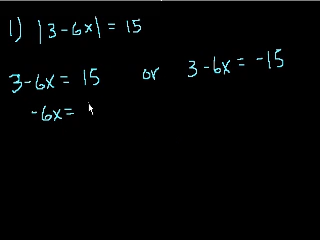 1) |3-6x| = 15
3-6x = 15 or 3-6x = -15
-6x =